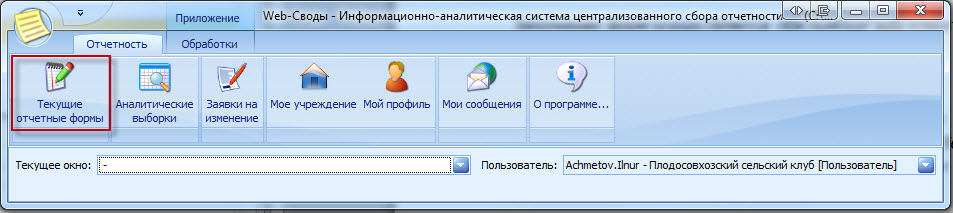 Приложение
Web-Своды - Информационно-аналитическая система централизованного сбора отчетности
Отчетность Обработки
Текущие отчетные формы
Аналитические выборки
Заявки на изменение
Мое учреждение
Мой профиль
Мои сообщения
О программе...
Текущее окно: -
Пользователь: Achmetov.Ilnur - Плодосовхозский сельский клуб [Пользователь]